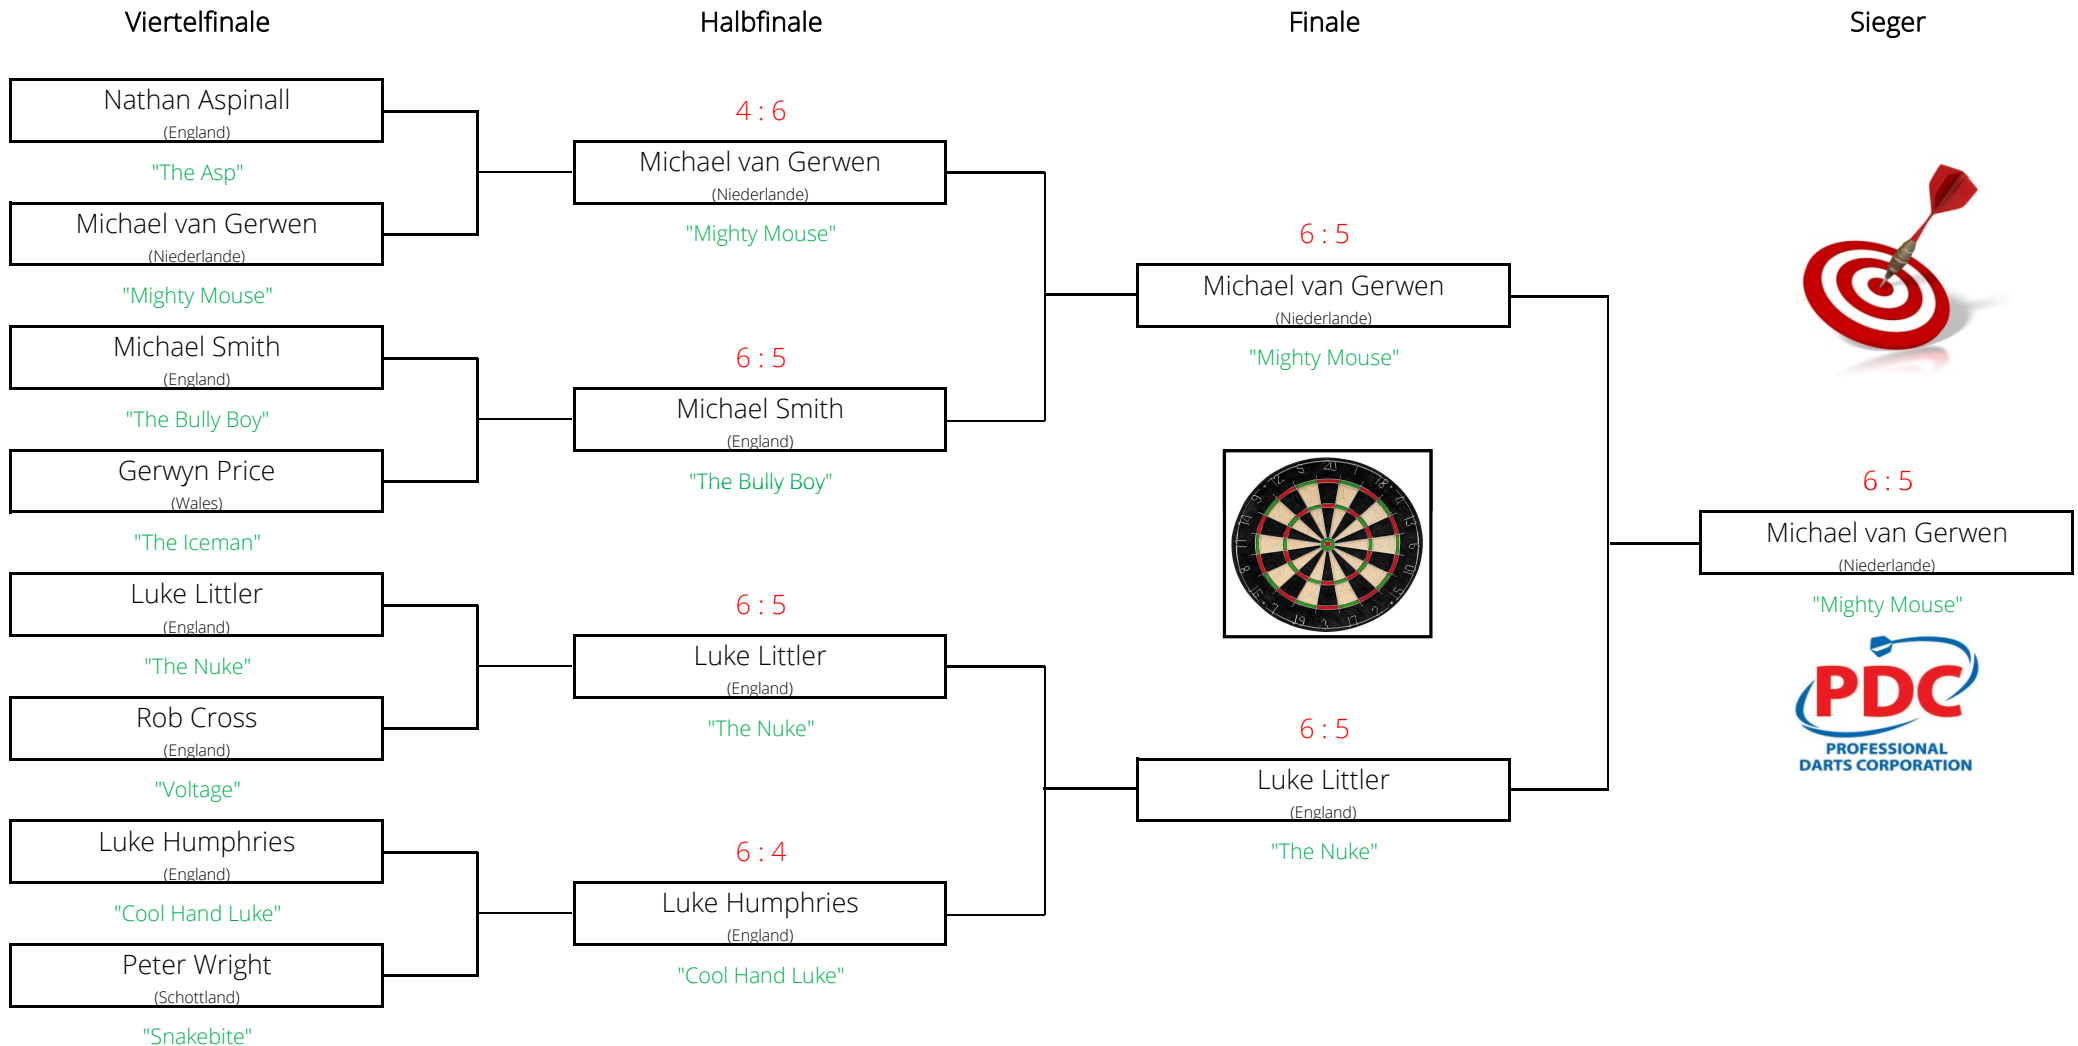 Viertelfinale
Halbfinale
Finale
Sieger
Nathan Aspinall
(England)
"The Asp"
Michael van Gerwen
(Niederlande)
"Mighty Mouse"
Michael Smith
(England)
"The Bully Boy"
Gerwyn Price
(Wales)
"The Iceman"
Luke Littler
(England)
"The Nuke"
Rob Cross
(England)
"Voltage"
Luke Humphries
(England)
"Cool Hand Luke"
Peter Wright
(Schottland)
"Snakebite"
4 : 6
Michael van Gerwen
(Niederlande)
"Mighty Mouse"
6 : 5
Michael Smith
(England)
"The Bully Boy"
6 : 5
Luke Littler
(England)
"The Nuke"
6 : 4
Luke Humphries
(England)
"Cool Hand Luke"
6 : 5
Michael van Gerwen
(Niederlande)
"Mighty Mouse"
6 : 5
Luke Littler
(England)
"The Nuke"
6 : 5
Michael van Gerwen
(Niederlande)
"Mighty Mouse"
PDC
PROFESSIONAL
DARTS CORPORATION